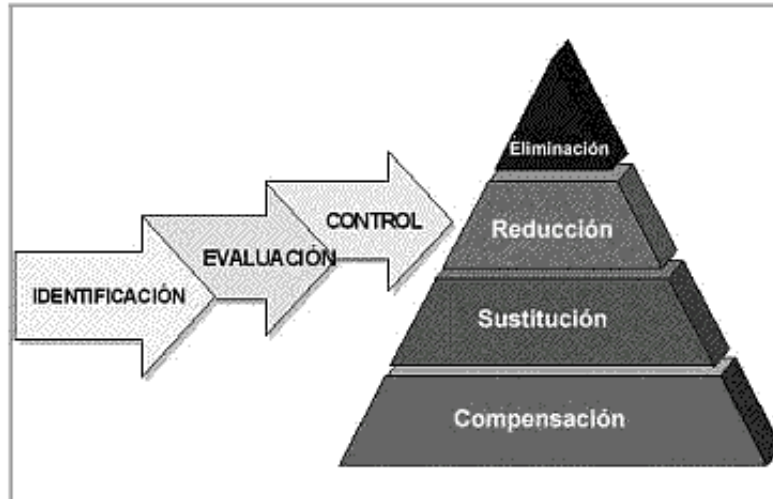 IDENTIFICACIÓN
EVALUACIÓN
CONTROL
Eliminación
Reducción
Sustitución
Compensación